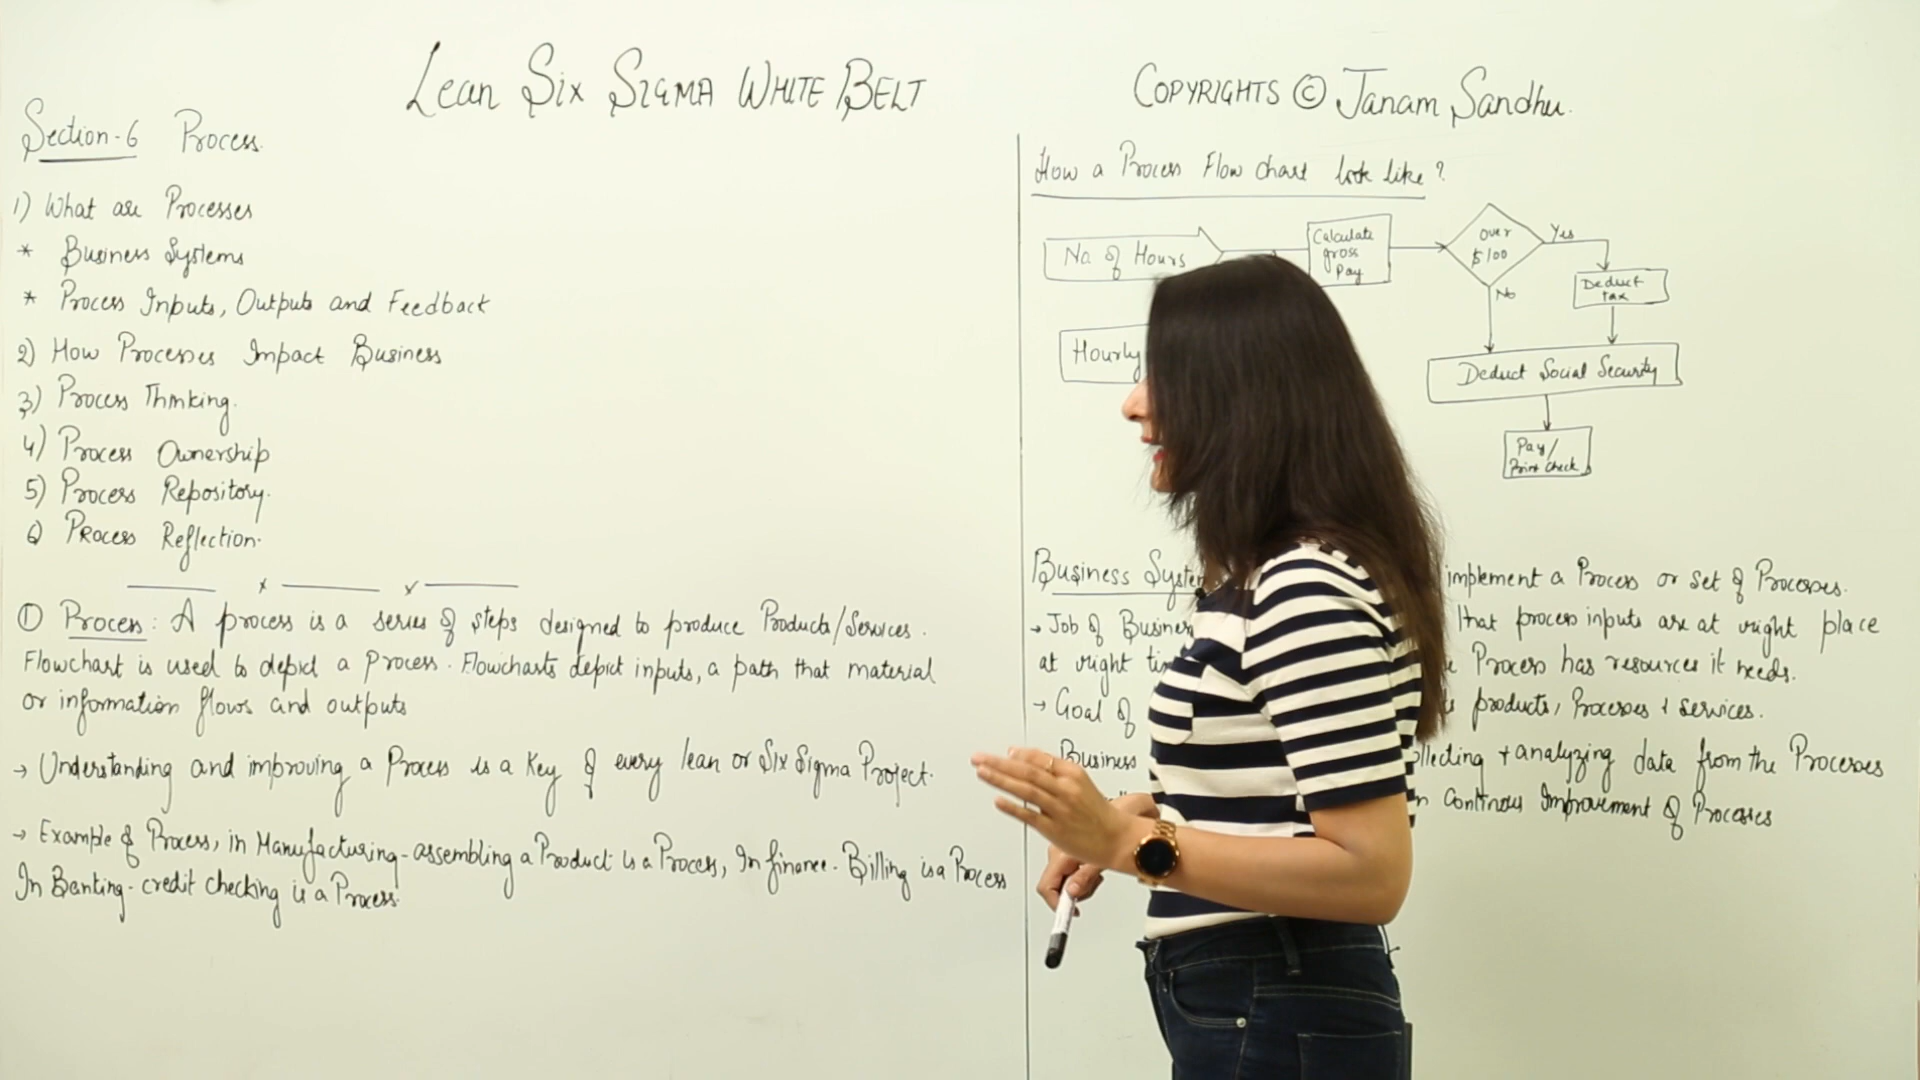 Lean Six SIGMA WHITE BELT
COPYRIGHTS © Janam Sandhu.
Section-6 Process.
1) What are Processes
* Business Systems
* Process Inputs, Outputs and Feedback
2) How Processes Impact Business
3) Process Thinking.
4) Process Ownership
5) Process Repository.
6) Process Reflection.
① Process: A process is a series of steps designed to produce Products/Services.
Flowchart is used to depict a Process. Flowcharts depict inputs, a path that material
or information flows and outputs
→ Understanding and improving a Process is a Key of every lean or Six Sigma Project.
→ Example of Process, in Manufacturing - assembling a Product is a Process, In finance - Billing is a Process
In Banking - credit checking is a Process.
How a Process Flow chart look like?
No of Hours
Calculate
gross
Pay
Over
$100
Yes
No
Deduct
tax
Hourly
Deduct Social Security
Pay/
Print check
Business implement a Process or set of Processes.
→ Job of that process inputs are at right place
at right Process has resources it needs.
→ Goal of products, Processes & services.
Business + analyzing data from the Processes
Continous Improvement of Processes